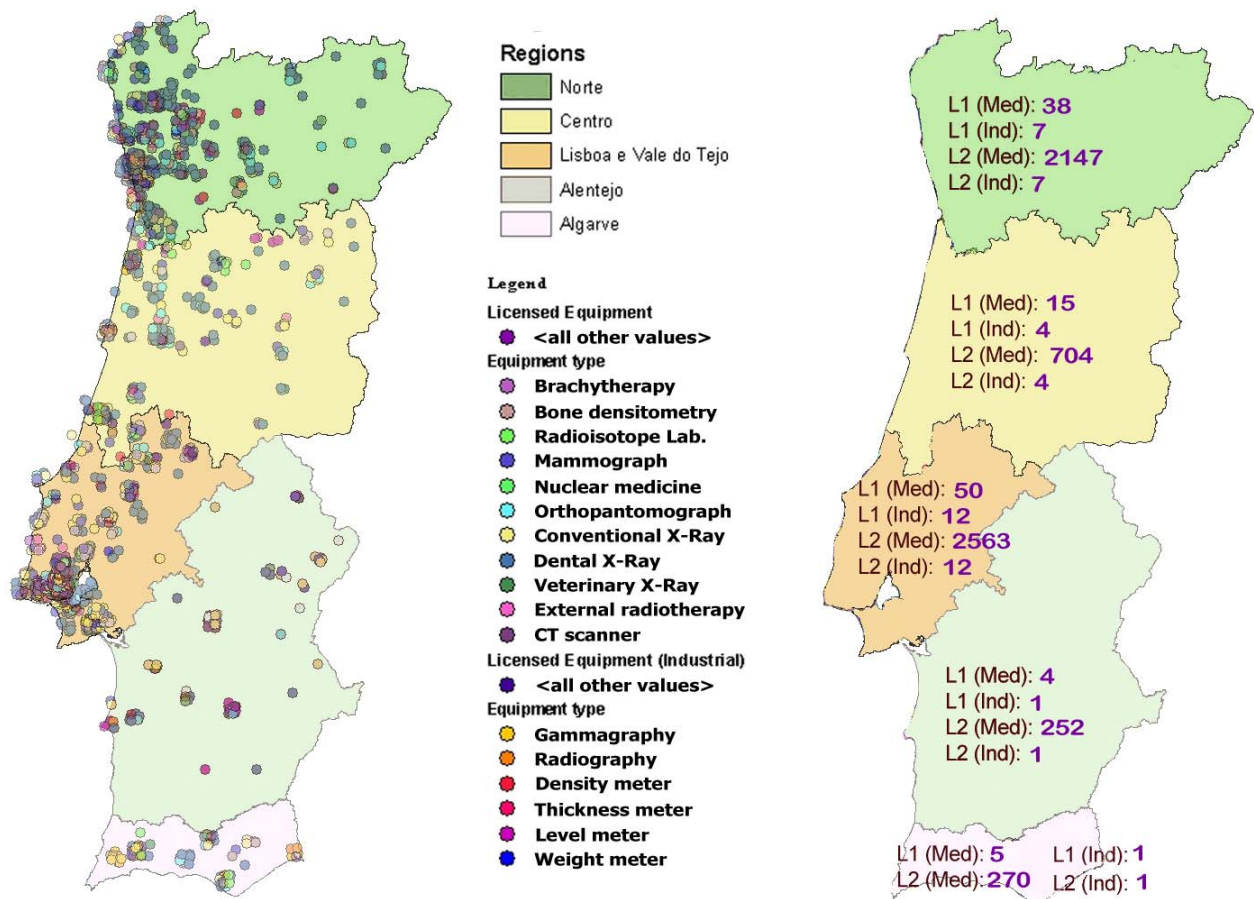 Regions
Norte
Centro
Lisboa e Vale do Tejo
Alentejo
Algarve
Legend
Licensed Equipment
<all other values>
Equipment type
Brachytherapy
Bone densitometry
Radioisotope Lab.
Mammograph
Nuclear medicine
Orthopantomograph
Conventional X-Ray
Dental X-Ray
Veterinary X-Ray
External radiotherapy
CT scanner
Licensed Equipment (Industrial)
<all other values>
Equipment type
Gammagraphy
Radiography
Density meter
Thickness meter
Level meter
Weight meter
L1 (Med): 38
L1 (Ind): 7
L2 (Med): 2147
L2 (Ind): 7
L1 (Med): 15
L1 (Ind): 4
L2 (Med): 704
L2 (Ind): 4
L1 (Med): 50
L1 (Ind): 12
L2 (Med): 2563
L2 (Ind): 12
L1 (Med): 4
L1 (Ind): 1
L2 (Med): 252
L2 (Ind): 1
L1 (Med): 5 L1 (Ind): 1
L2 (Med): 270 L2 (Ind): 1